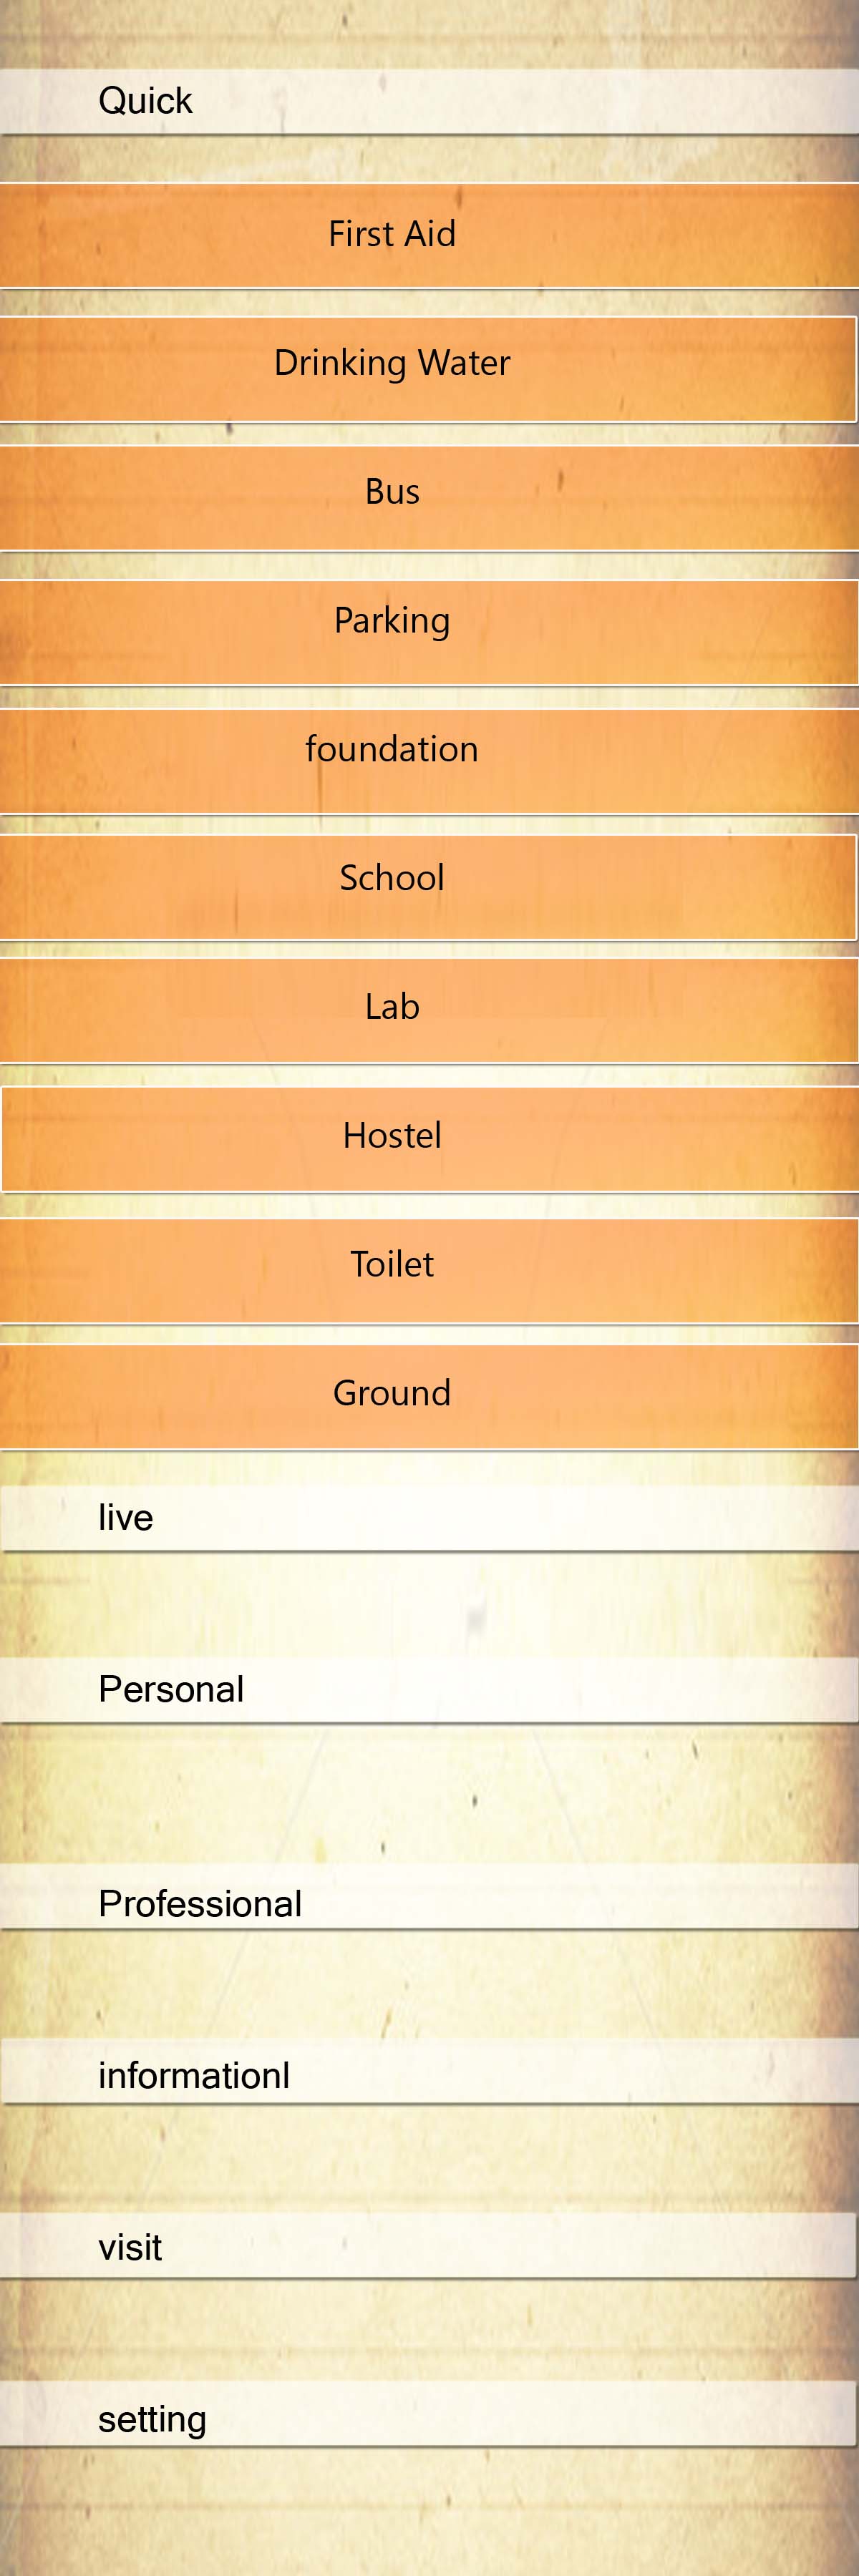 Quick
First Aid
Drinking Water
Bus
Parking
foundation
School
Lab
Hostel
Toilet
Ground
live
Personal
Professional
informationl
visit
setting